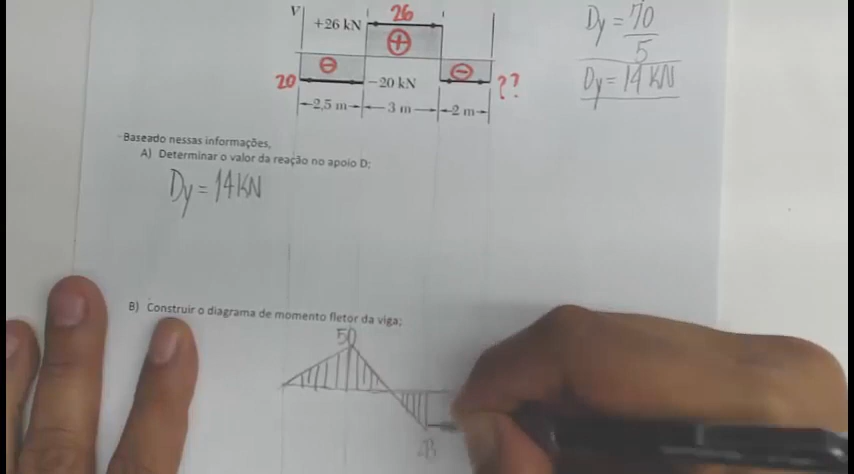 V
26
+26 kN
+
-
-
20
−20 kN
??
2,5 m
3 m
2 m
Dy = 70
5
Dy = 14 KN
-Baseado nessas informações,
A) Determinar o valor da reação no apoio D;
Dy = 14 KN
B) Construir o diagrama de momento fletor da viga;
50
28